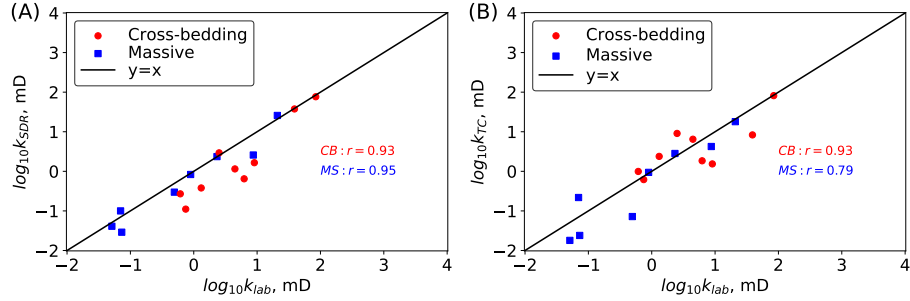 (A)
Cross-bedding
Massive
y=x
CB : r = 0.93
MS : r = 0.95
log10kSDR, mD
4
3
2
1
0
−1
−2
−2 −1 0 1 2 3 4
log10klab, mD
(B)
Cross-bedding
Massive
y=x
CB : r = 0.93
MS : r = 0.79
log10kTC, mD
4
3
2
1
0
−1
−2
−2 −1 0 1 2 3 4
log10klab, mD